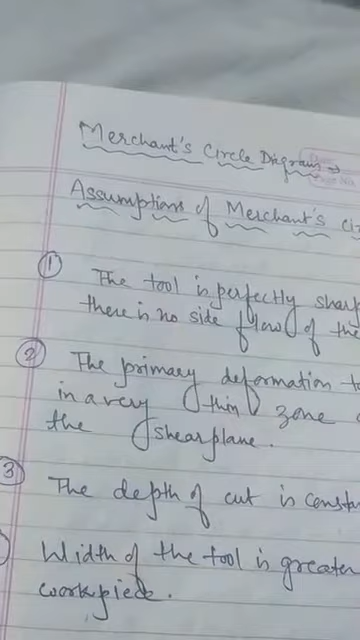 Merchant's Circle Diagram →
Assumptions of Merchant's
① The tool is perfectly sharp
there is no side flow of the
② The primary deformation
in a very thin zone
the shear plane.
3 The depth of cut is
Width of the tool is greater
workpiece.